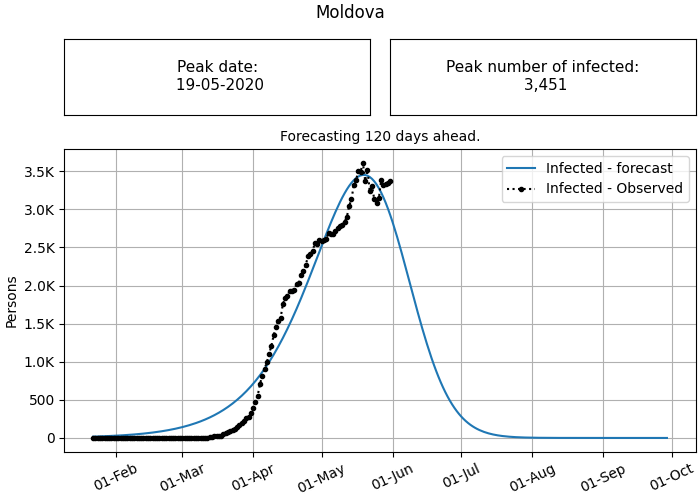 Moldova
Peak date:
19-05-2020
Peak number of infected:
3,451
Forecasting 120 days ahead.
Infected - forecast
Infected - Observed
Persons
3.5K
3.0K
2.5K
2.0K
1.5K
1.0K
500
0
01-Feb
01-Mar
01-Apr
01-May
01-Jun
01-Jul
01-Aug
01-Sep
01-Oct